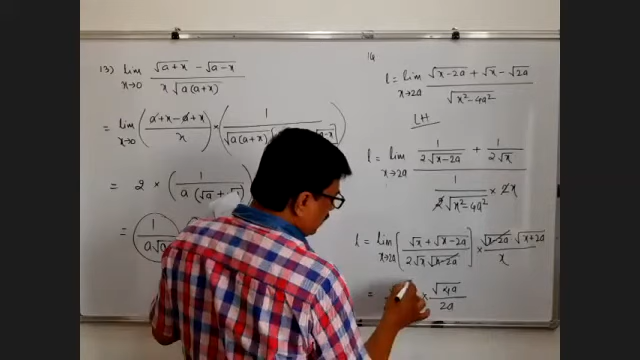 13) lim x→0 (√(a+x) − √(a−x)) / (x √(a(a+x)))
= lim x→0 ((a+x−a+x)/x) × (1/(√(a(a+x))
= 2 × (1/(a(√a +
= 1/(a√a
14
l = lim x→2a (√(x−2a) + √x − √(2a)) / √(x²−4a²)
LH
l = lim x→2a (1/(2√(x−2a)) + 1/(2√x)) / (1/(2√(x²−4a²)) × 2x)
l = lim x→2a [(√x + √(x−2a)) / (2√x √(x−2a))] × (√(x−2a) √(x+2a)) / x
= × √(4a) / 2a